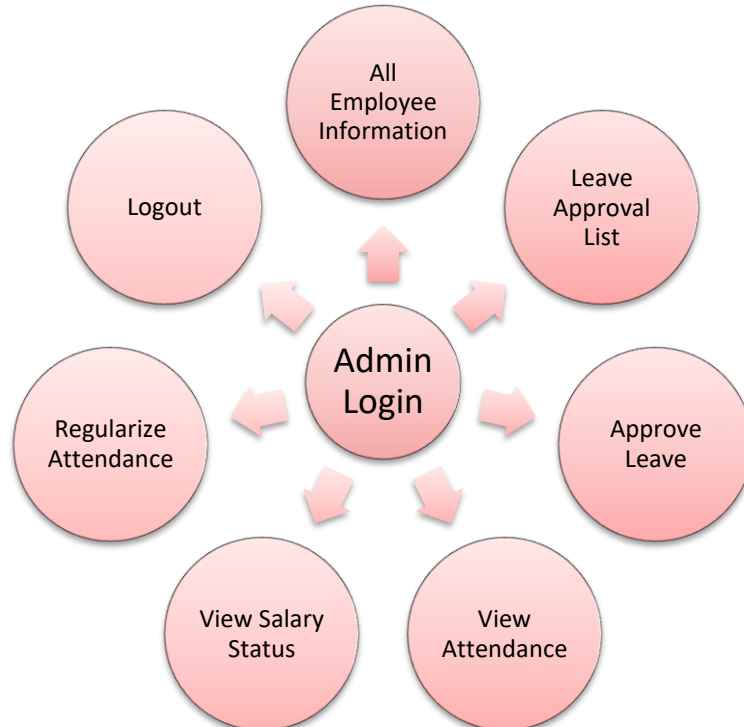 All
Employee
Information
Leave
Approval
List
Approve
Leave
View
Attendance
View Salary
Status
Regularize
Attendance
Logout
Admin
Login